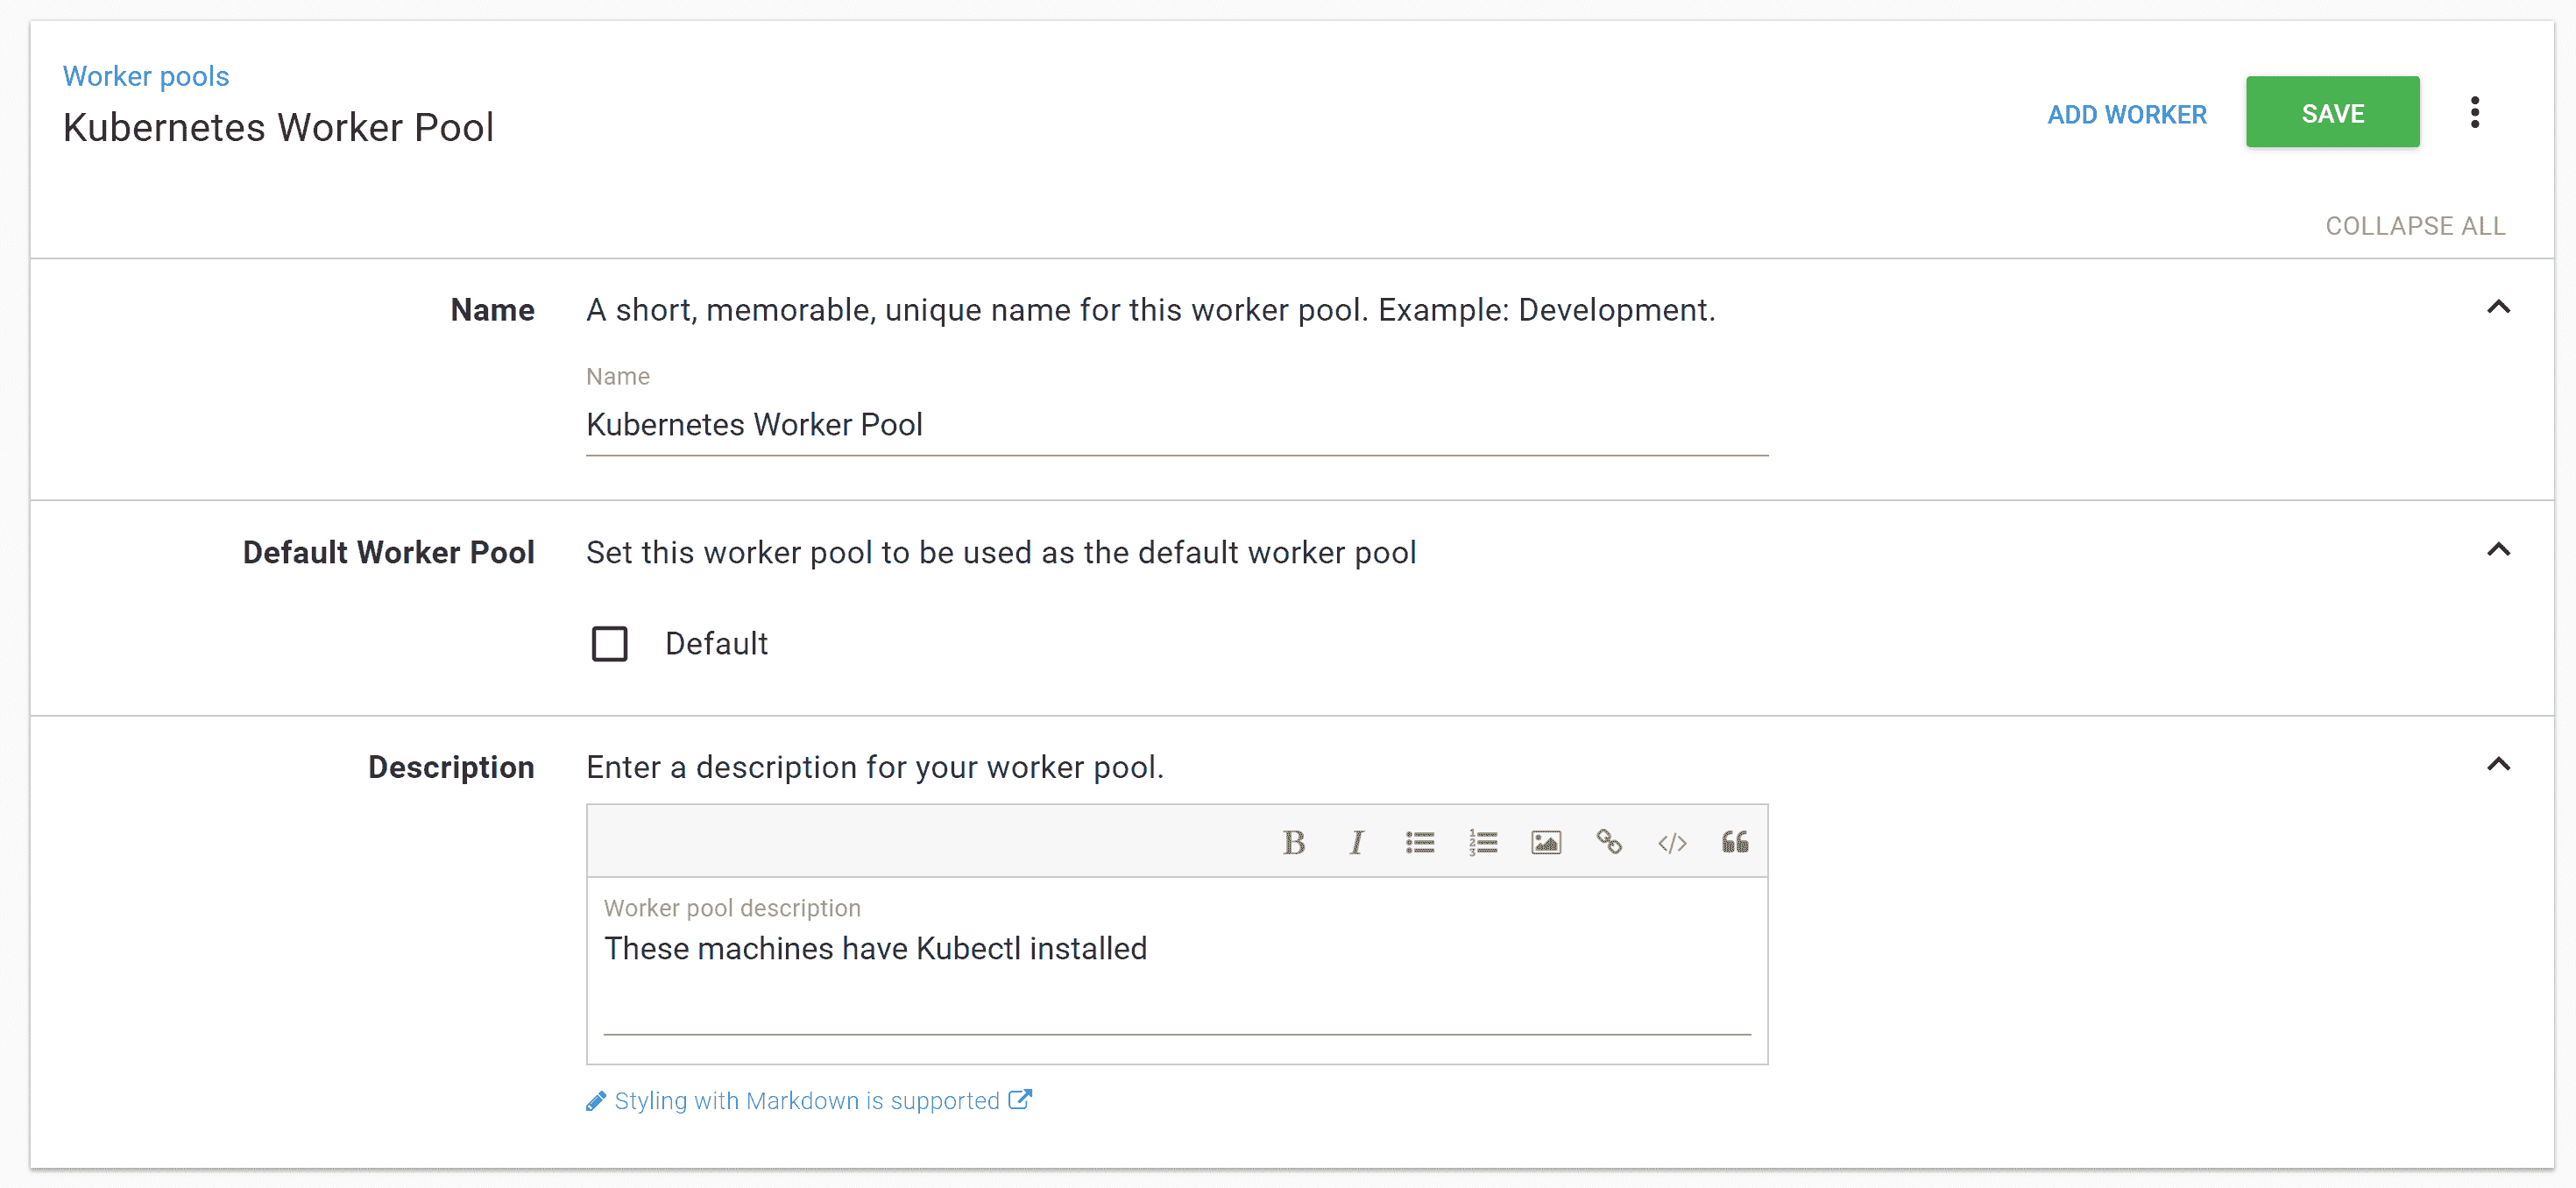 Worker pools
Kubernetes Worker Pool
ADD WORKER
SAVE
COLLAPSE ALL
Name
A short, memorable, unique name for this worker pool. Example: Development.
Name
Kubernetes Worker Pool
Default Worker Pool
Set this worker pool to be used as the default worker pool
Default
Description
Enter a description for your worker pool.
Worker pool description
These machines have Kubectl installed
Styling with Markdown is supported